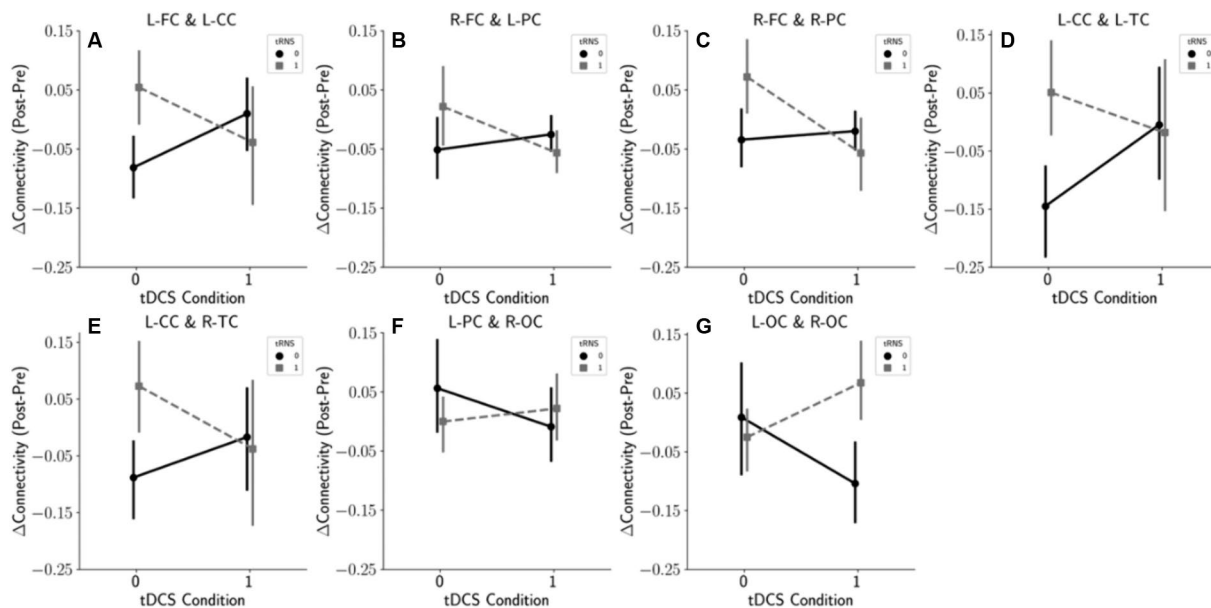 L-FC & L-CC
A
tRNS
0
1
0.15
0.05
−0.05
−0.15
−0.25
ΔConnectivity (Post-Pre)
0 1
tDCS Condition
R-FC & L-PC
B
tRNS
0
1
0.15
0.05
−0.05
−0.15
−0.25
ΔConnectivity (Post-Pre)
0 1
tDCS Condition
R-FC & R-PC
C
tRNS
0
1
0.15
0.05
−0.05
−0.15
−0.25
ΔConnectivity (Post-Pre)
0 1
tDCS Condition
L-CC & L-TC
D
tRNS
0
1
0.15
0.05
−0.05
−0.15
−0.25
ΔConnectivity (Post-Pre)
0 1
tDCS Condition
L-CC & R-TC
E
tRNS
0
1
0.15
0.05
−0.05
−0.15
−0.25
ΔConnectivity (Post-Pre)
0 1
tDCS Condition
L-PC & R-OC
F
tRNS
0
1
0.15
0.05
−0.05
−0.15
−0.25
ΔConnectivity (Post-Pre)
0 1
tDCS Condition
L-OC & R-OC
G
tRNS
0
1
0.15
0.05
−0.05
−0.15
−0.25
ΔConnectivity (Post-Pre)
0 1
tDCS Condition